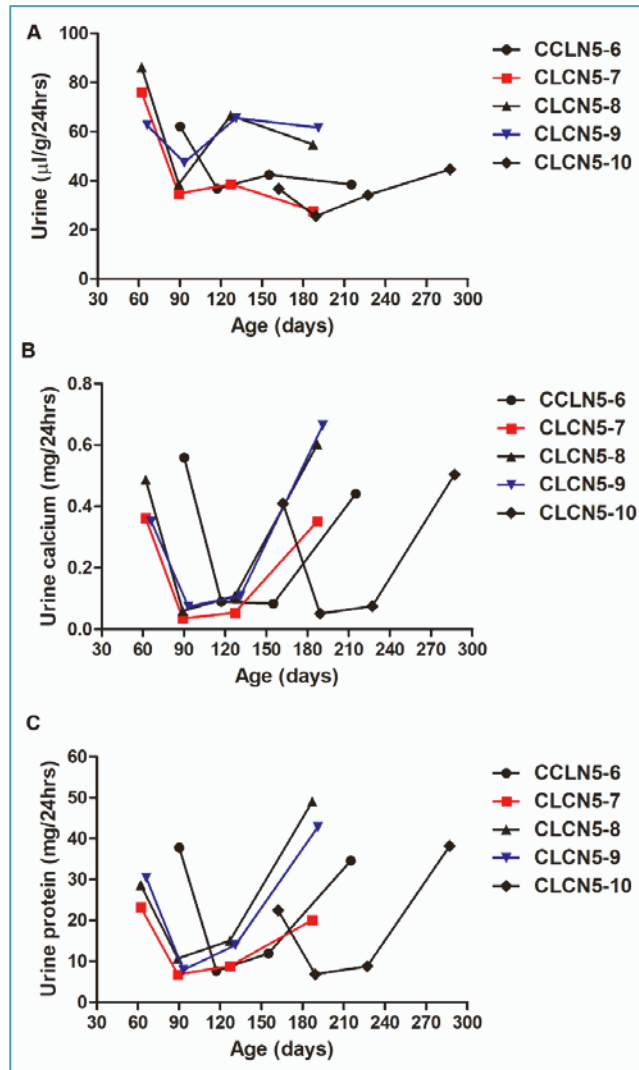 A
Urine (µl/g/24hrs)
100
80
60
40
20
0
30 60 90 120 150 180 210 240 270 300
Age (days)
CCLN5-6
CLCN5-7
CLCN5-8
CLCN5-9
CLCN5-10
B
Urine calcium (mg/24hrs)
0.8
0.6
0.4
0.2
0.0
30 60 90 120 150 180 210 240 270 300
Age (days)
CCLN5-6
CLCN5-7
CLCN5-8
CLCN5-9
CLCN5-10
C
Urine protein (mg/24hrs)
60
50
40
30
20
10
0
30 60 90 120 150 180 210 240 270 300
Age (days)
CCLN5-6
CLCN5-7
CLCN5-8
CLCN5-9
CLCN5-10